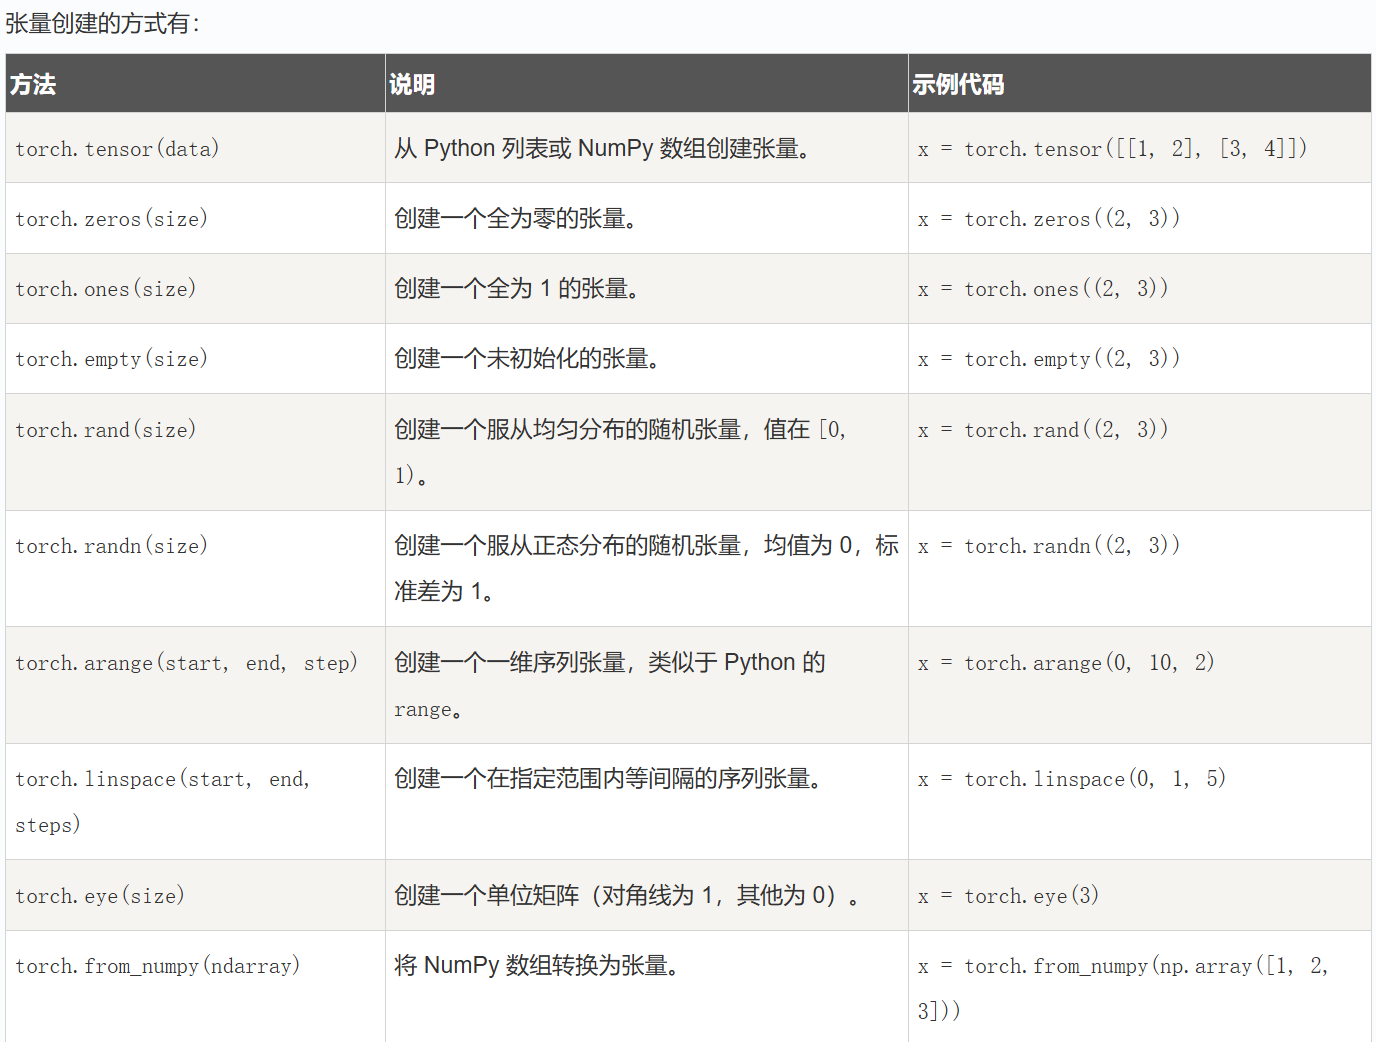 张量创建的方式有：
方法 说明 示例代码
torch.tensor(data) 从 Python 列表或 NumPy 数组创建张量。 x = torch.tensor([[1, 2], [3, 4]])
torch.zeros(size) 创建一个全为零的张量。 x = torch.zeros((2, 3))
torch.ones(size) 创建一个全为 1 的张量。 x = torch.ones((2, 3))
torch.empty(size) 创建一个未初始化的张量。 x = torch.empty((2, 3))
torch.rand(size) 创建一个服从均匀分布的随机张量，值在 [0, x = torch.rand((2, 3))
1)。
torch.randn(size) 创建一个服从正态分布的随机张量，均值为 0，标 x = torch.randn((2, 3))
准差为 1。
torch.arange(start, end, step) 创建一个一维序列张量，类似于 Python 的 x = torch.arange(0, 10, 2)
range。
torch.linspace(start, end, 创建一个在指定范围内等间隔的序列张量。 x = torch.linspace(0, 1, 5)
steps)
torch.eye(size) 创建一个单位矩阵（对角线为 1，其他为 0）。 x = torch.eye(3)
torch.from_numpy(ndarray) 将 NumPy 数组转换为张量。 x = torch.from_numpy(np.array([1, 2,
3]))